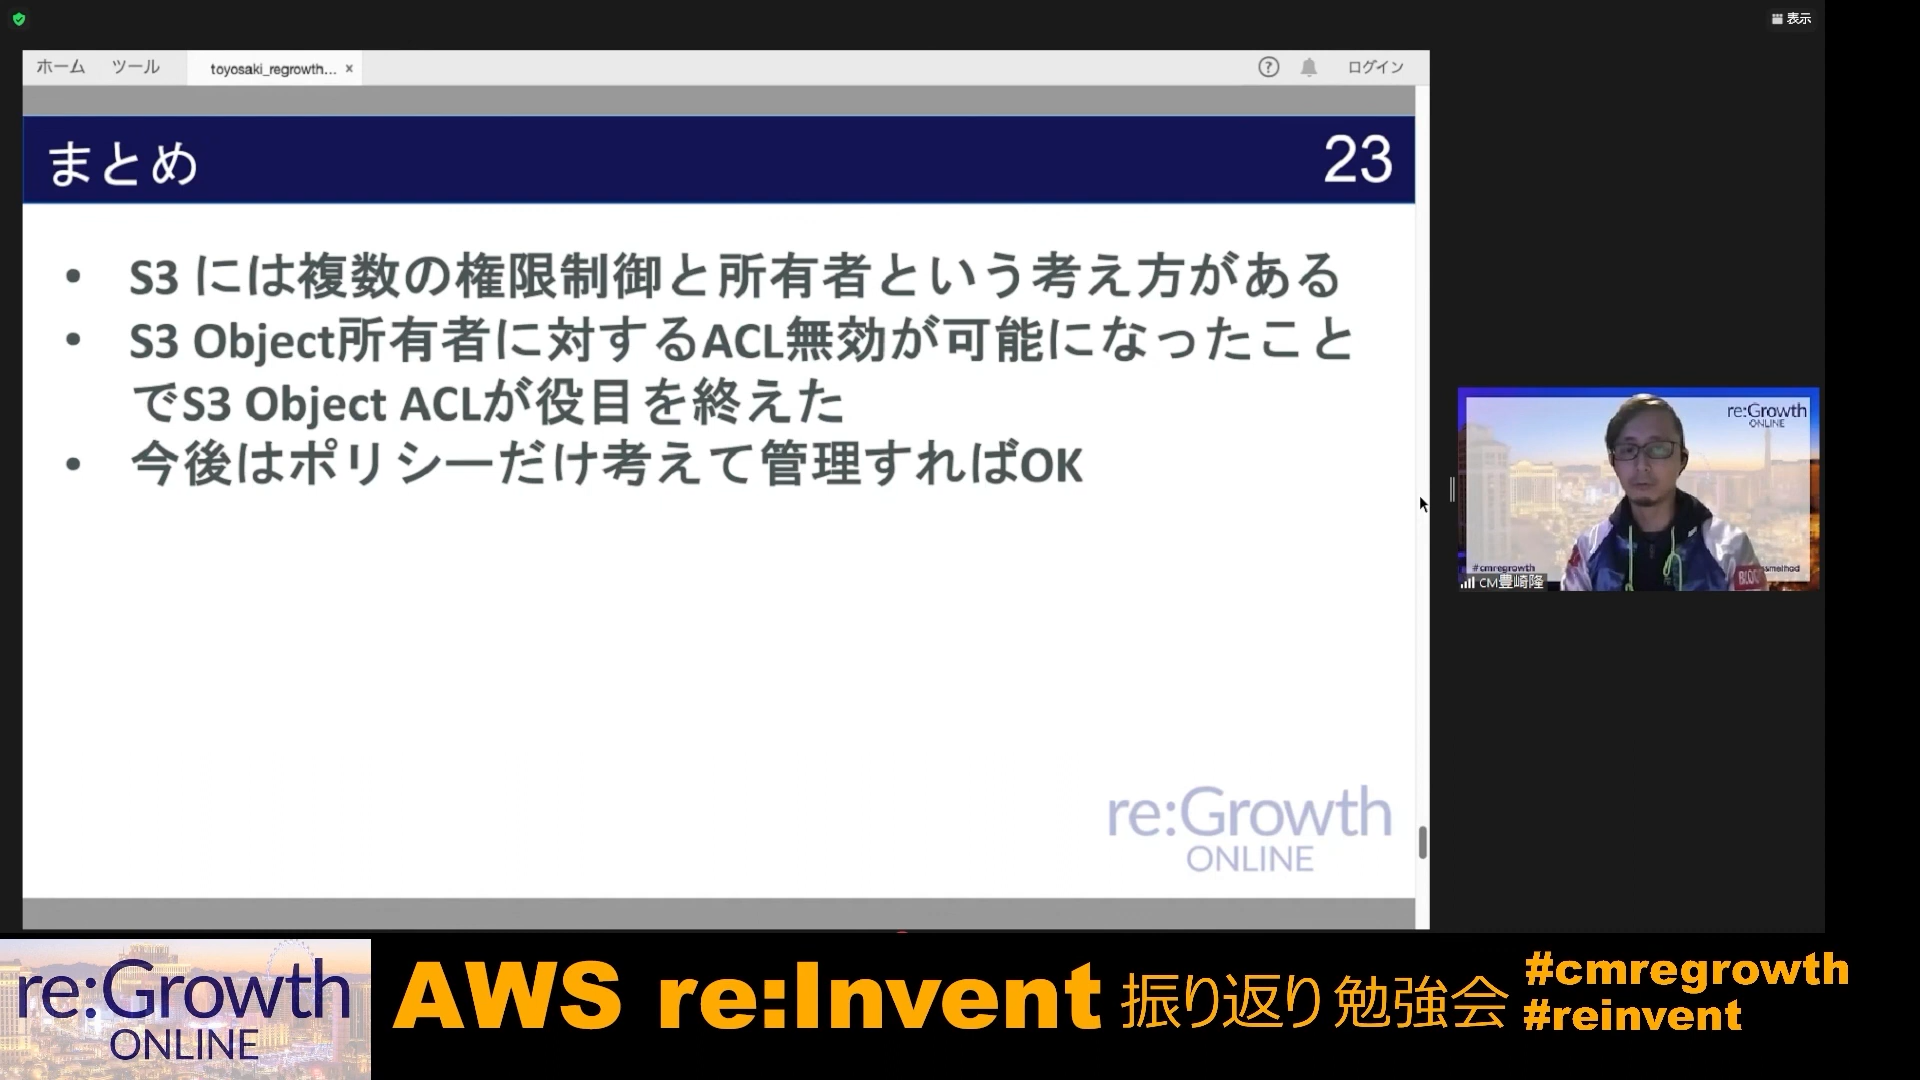 表示
ホーム ツール toyosaki_regrowth... × ? ログイン
まとめ 23
• S3 には複数の権限制御と所有者という考え方がある
• S3 Object所有者に対するACL無効が可能になったこと
でS3 Object ACLが役目を終えた
• 今後はポリシーだけ考えて管理すればOK
re:Growth
ONLINE
re:Growth
ONLINE
#cmregrowth
CM豊崎隆
BLOG
re:Growth
ONLINE
AWS re:Invent 振り返り勉強会
#cmregrowth
#reinvent